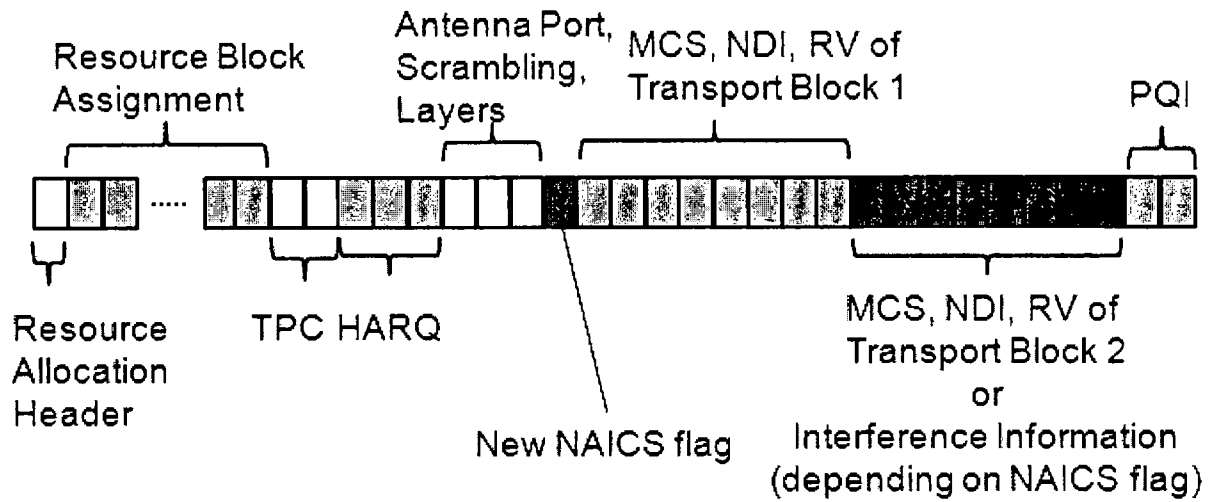 Resource Block
Assignment
Antenna Port,
Scrambling,
Layers
MCS, NDI, RV of
Transport Block 1
PQI
.....
Resource
Allocation
Header
TPC HARQ
New NAICS flag
MCS, NDI, RV of
Transport Block 2
or
Interference Information
(depending on NAICS flag)